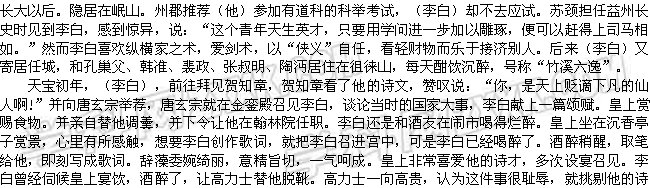 长大以后。隐居在岷山。州郡推荐（他）参加有道科的科举考试，（李白）却不去应试。苏颋担任益州长
史时见到李白，感到惊异，说：“这个青年天生英才，只要用学问进一步加以雕琢，便可以赶得上司马相
如。”然而李白喜欢纵横家之术，爱剑术，以“侠义”自任，看轻财物而乐于接济别人。后来（李白）又
寄居任城，和孔巢父、韩准、裴政、张叔明，陶沔居住在徂徕山，每天酣饮沉醉，号称“竹溪六逸”。
天宝初年，（李白），前往拜见贺知章，贺知章看了他的诗文，赞叹说：“你，是天上贬谪下凡的仙
人啊!”并向唐玄宗举荐，唐玄宗就在金銮殿召见李白，谈论当时的国家大事，李白献上一篇颂赋。皇上赏
赐食物。并亲自替他调羹，并下令让他在翰林院任职。李白还是和酒友在闹市喝得烂醉。皇上坐在沉香亭
子赏景，心里有所感触，想要李白创作歌词，就把李白召进宫中，可是李白已经喝醉了。酒醉稍醒，取笔
给他，即刻写成歌词。辞藻委婉绮丽，意精旨切，一气呵成。皇上非常喜爱他的诗才，多次设宴召见。李
白曾经伺候皇上宴饮，酒醉了，让高力士替他脱靴。高力士一向高贵，认为这件事很耻辱，就挑剔他的诗